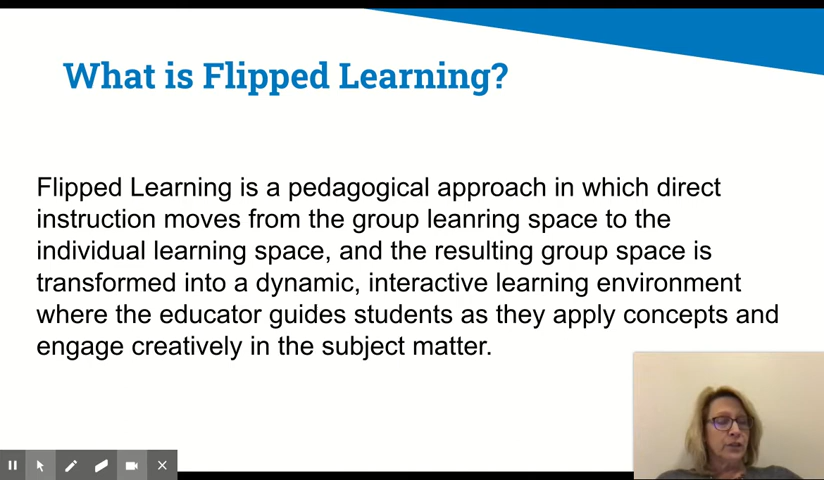 What is Flipped Learning?
Flipped Learning is a pedagogical approach in which direct
instruction moves from the group leanring space to the
individual learning space, and the resulting group space is
transformed into a dynamic, interactive learning environment
where the educator guides students as they apply concepts and
engage creatively in the subject matter.